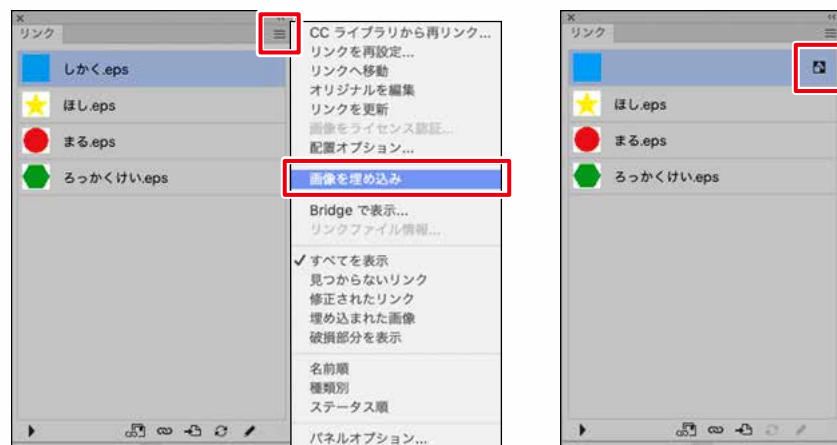 リンク
しかく.eps
ほし.eps
まる.eps
ろっかくけい.eps
CC ライブラリから再リンク...
リンクを再設定...
リンクへ移動
オリジナルを編集
リンクを更新
画像をライセンス認証...
配置オプション...
画像を埋め込み
Bridge で表示...
リンクファイル情報...
✓ すべてを表示
見つからないリンク
修正されたリンク
埋め込まれた画像
破損部分を表示
名前順
種類別
ステータス順
パネルオプション...
リンク
ほし.eps
まる.eps
ろっかくけい.eps